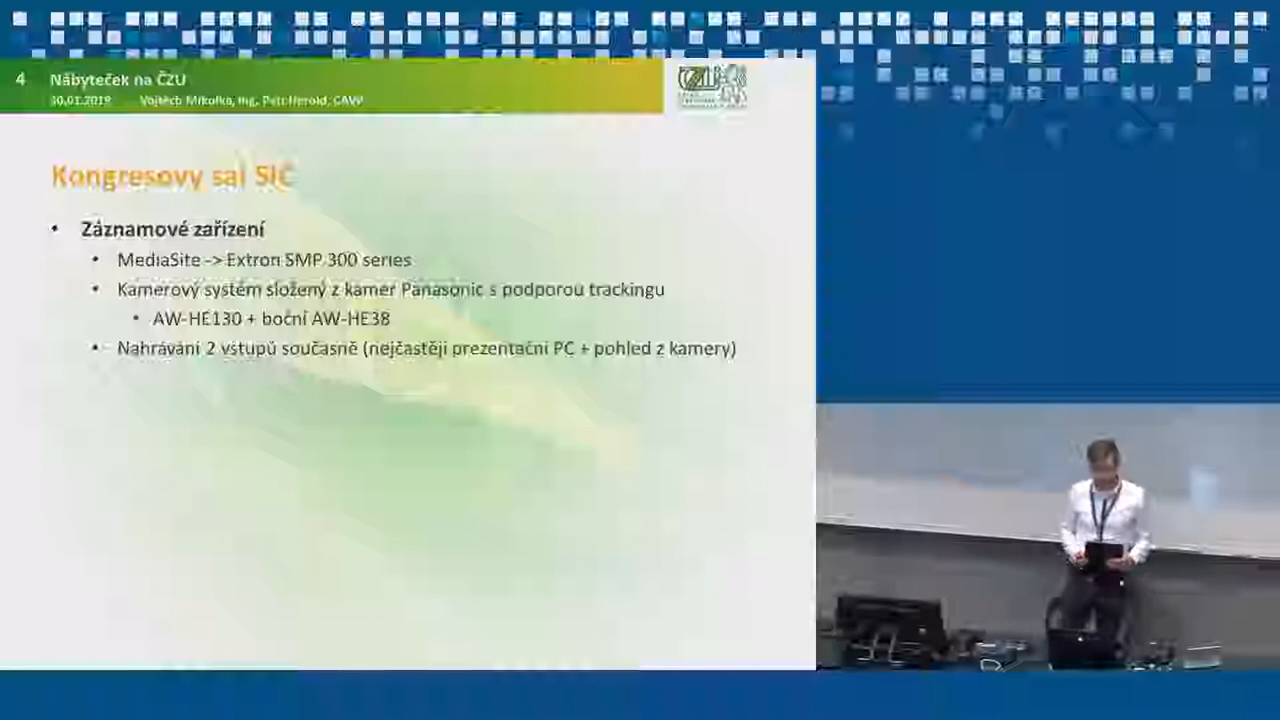 4 Nábyteček na ČZU
30.01.2019 Vojtěch Mikolka, Ing. Petr Herold, CAVP
Kongresový sál SIC
• Záznamové zařízení
• MediaSite -> Extron SMP 300 series
• Kamerový systém složený z kamer Panasonic s podporou trackingu
• AW-HE130 + boční AW-HE38
• Nahrávání 2 vstupů současně (nejčastěji prezentační PC + pohled z kamery)